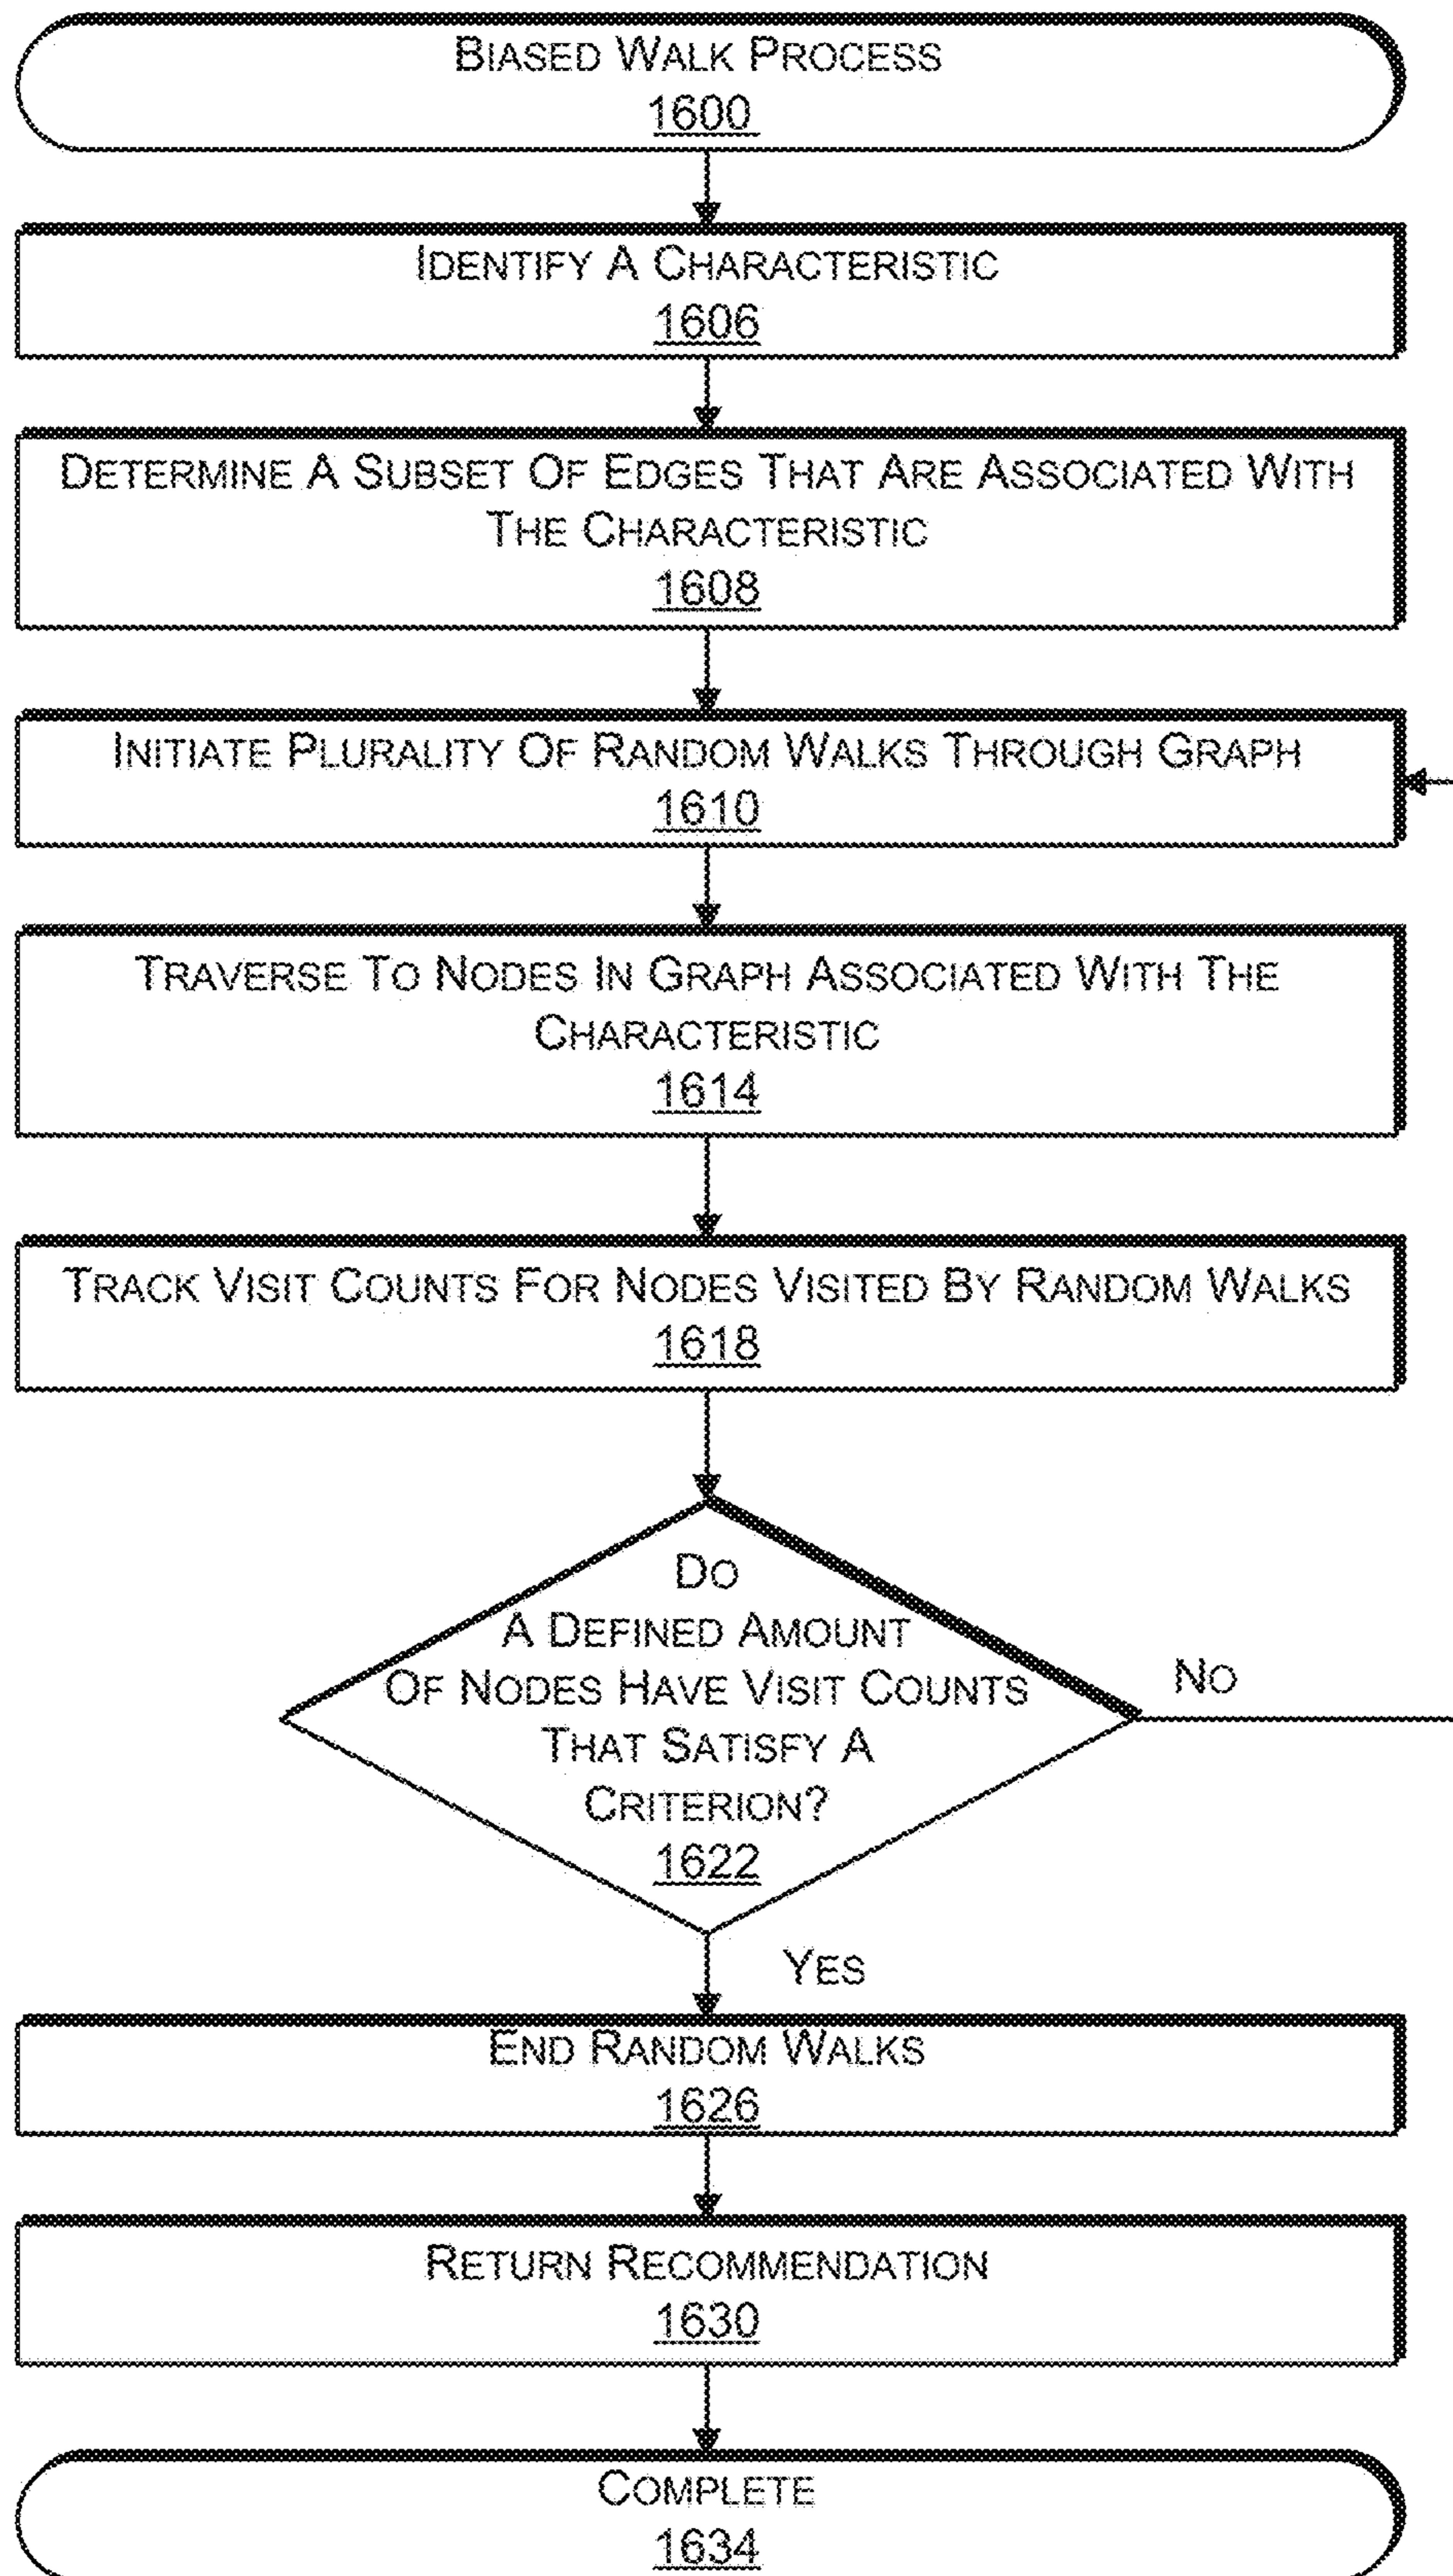 BIASED WALK PROCESS
1600
IDENTIFY A CHARACTERISTIC
1606
DETERMINE A SUBSET OF EDGES THAT ARE ASSOCIATED WITH
THE CHARACTERISTIC
1608
INITIATE PLURALITY OF RANDOM WALKS THROUGH GRAPH
1610
TRAVERSE TO NODES IN GRAPH ASSOCIATED WITH THE
CHARACTERISTIC
1614
TRACK VISIT COUNTS FOR NODES VISITED BY RANDOM WALKS
1618
DO
A DEFINED AMOUNT
OF NODES HAVE VISIT COUNTS
THAT SATISFY A
CRITERION?
1622
NO
YES
END RANDOM WALKS
1626
RETURN RECOMMENDATION
1630
COMPLETE
1634